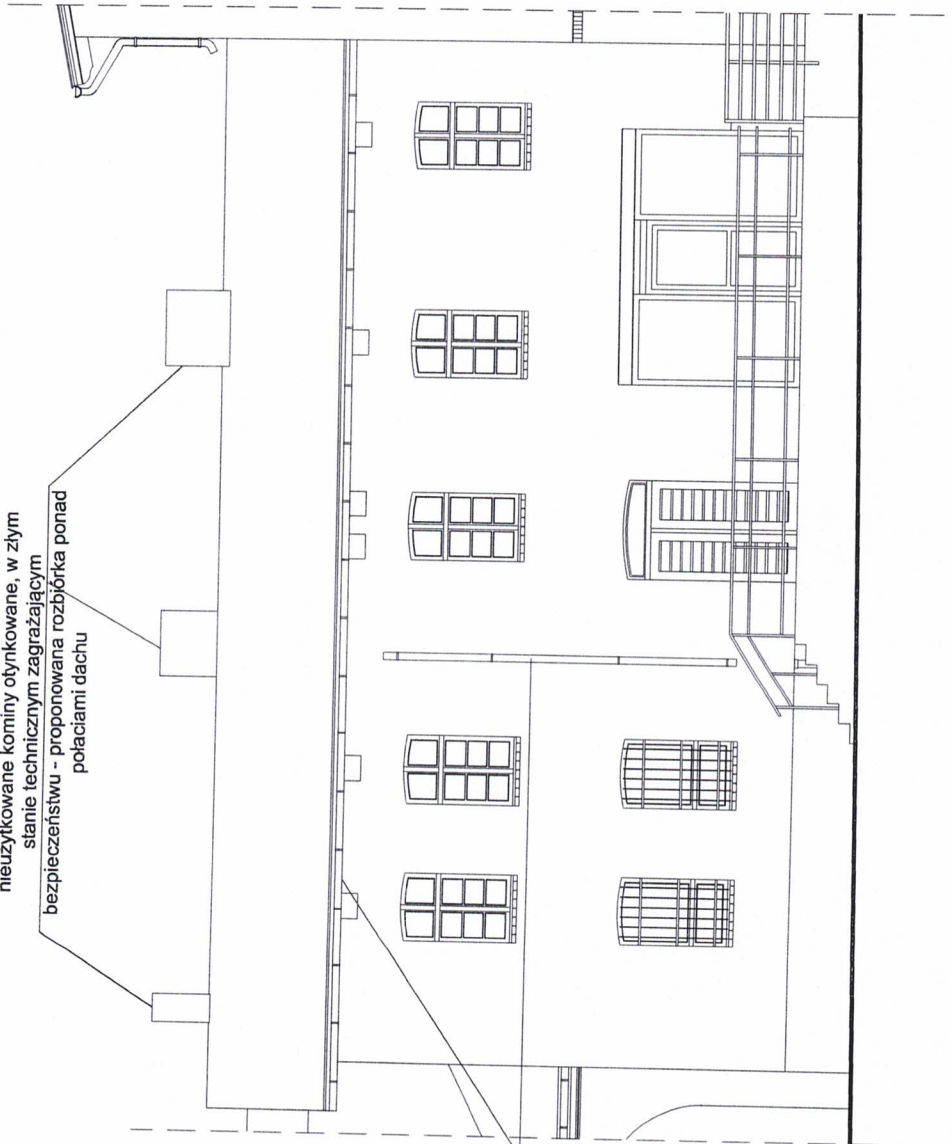 nieużytkowane kominy otynkowane, w złym
stanie technicznym zagrażającym
bezpieczeństwu - proponowana rozbiórka ponad
połaciami dachu